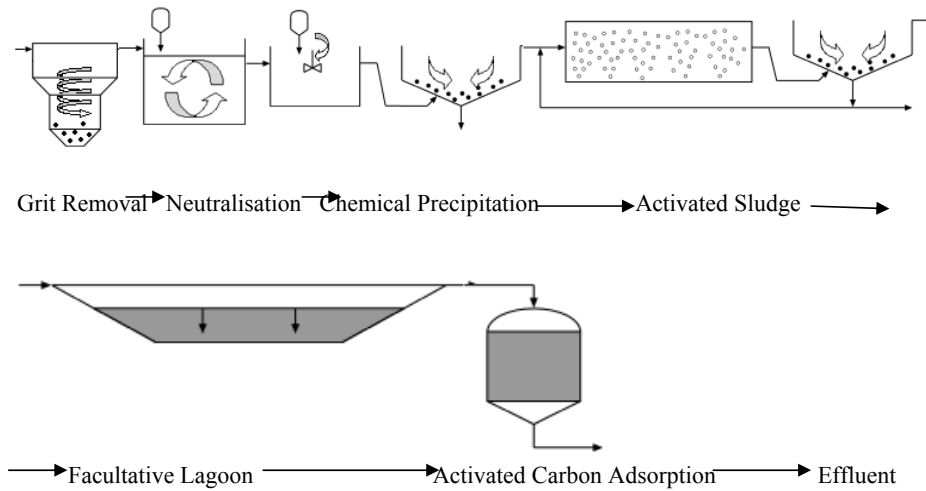 Grit Removal Neutralisation Chemical Precipitation Activated Sludge
Facultative Lagoon Activated Carbon Adsorption Effluent